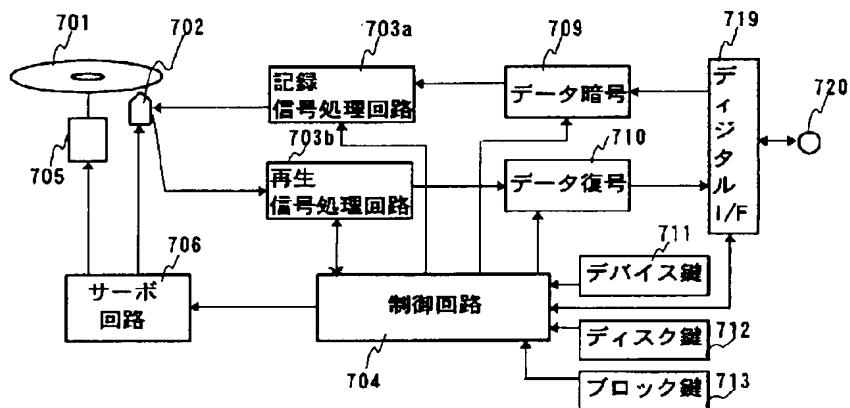 701
702
703a
709
719
記録
信号処理回路
データ暗号
ディジタル
I/F
720
703b
710
705
再生
信号処理回路
データ復号
706
711
サーボ
回路
制御回路
デバイス鍵
ディスク鍵
712
704
ブロック鍵
713